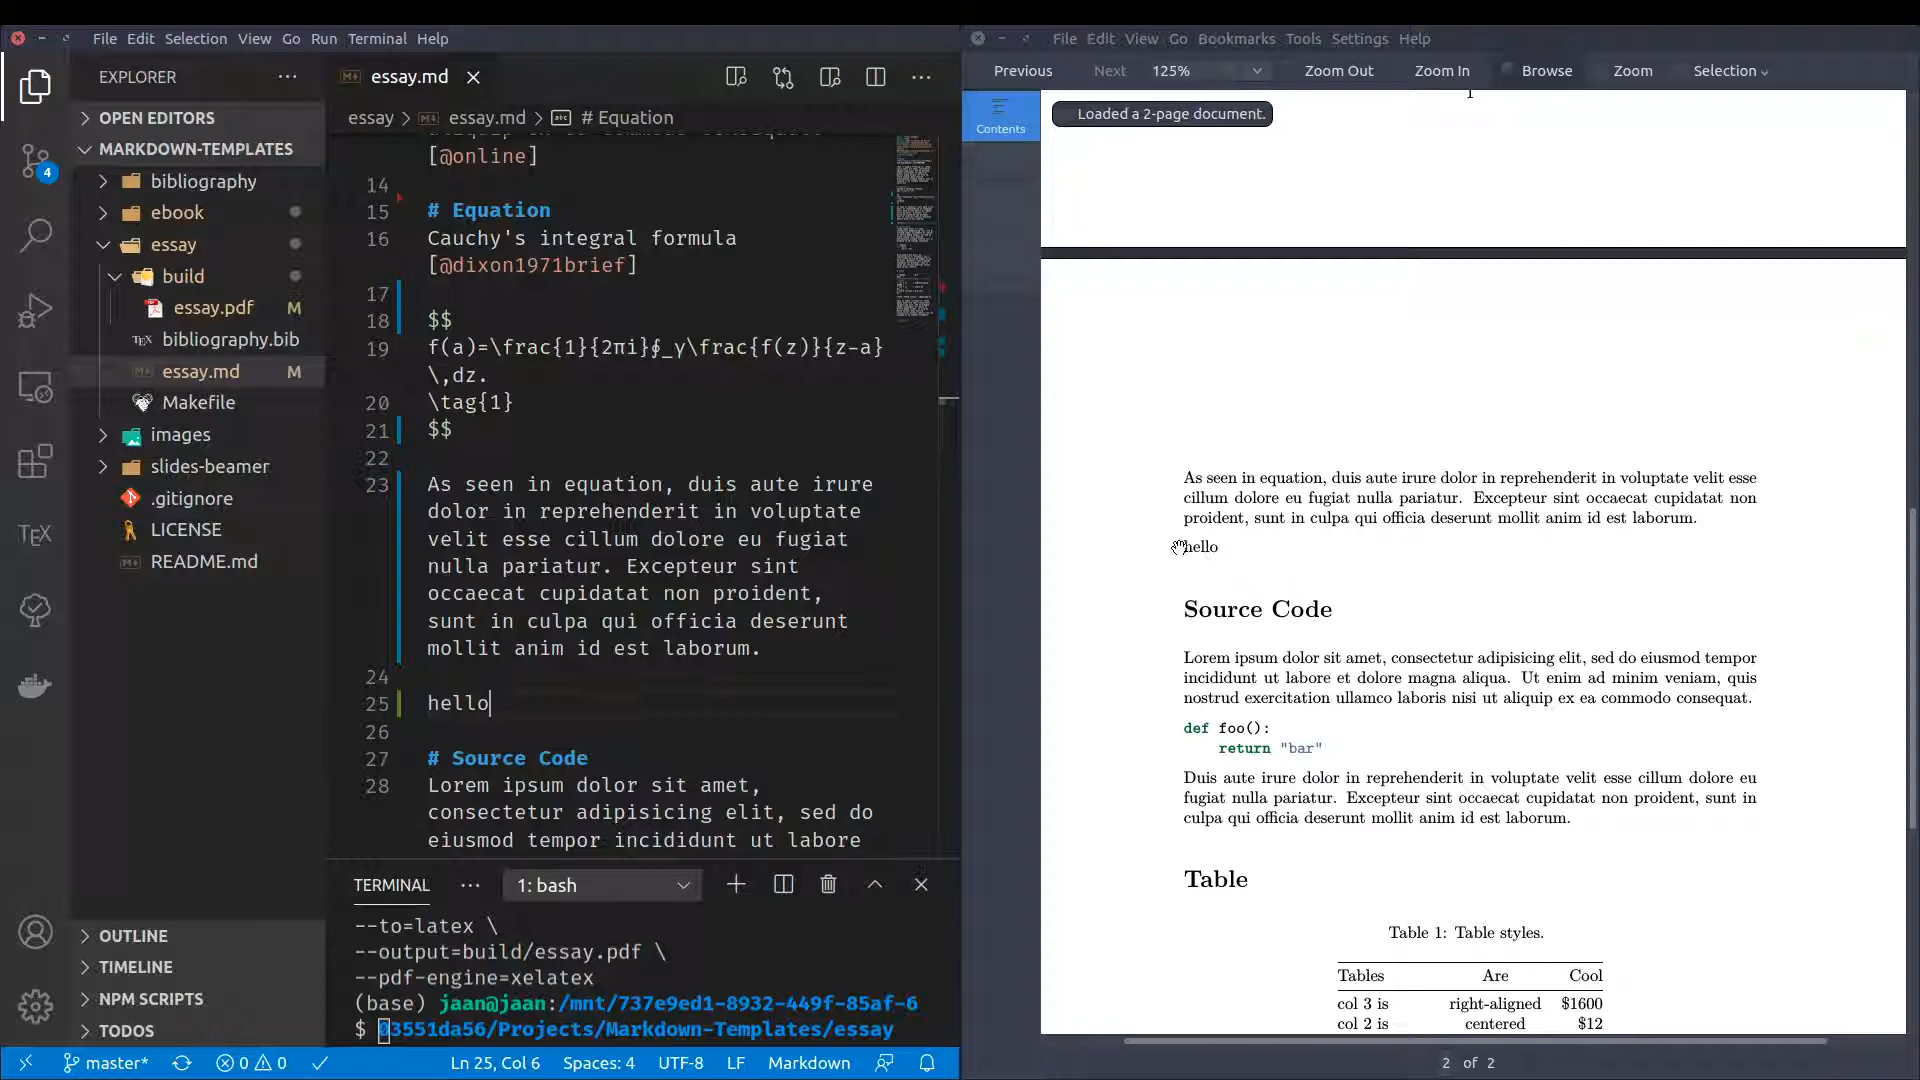 File Edit Selection View Go Run Terminal Help
EXPLORER
OPEN EDITORS
MARKDOWN-TEMPLATES
bibliography
ebook
essay
build
essay.pdf M
bibliography.bib
essay.md M
Makefile
images
slides-beamer
.gitignore
LICENSE
README.md
OUTLINE
TIMELINE
NPM SCRIPTS
TODOS
4
TEX
essay.md
essay > essay.md > # Equation
[@online]
14
15 # Equation
16 Cauchy's integral formula
[@dixon1971brief]
17
18 $$
19 f(a)=\frac{1}{2πi}∮_γ\frac{f(z)}{z-a}
\,dz.
20 \tag{1}
21 $$
22
23 As seen in equation, duis aute irure
dolor in reprehenderit in voluptate
velit esse cillum dolore eu fugiat
nulla pariatur. Excepteur sint
occaecat cupidatat non proident,
sunt in culpa qui officia deserunt
mollit anim id est laborum.
24
25 hello
26
27 # Source Code
28 Lorem ipsum dolor sit amet,
consectetur adipisicing elit, sed do
eiusmod tempor incididunt ut labore
TERMINAL
1: bash
--to=latex \
--output=build/essay.pdf \
--pdf-engine=xelatex
(base) jaan@jaan:/mnt/737e9ed1-8932-449f-85af-6
$ 03551da56/Projects/Markdown-Templates/essay
master* 0 0 Ln 25, Col 6 Spaces: 4 UTF-8 LF Markdown
File Edit View Go Bookmarks Tools Settings Help
Previous Next 125% Zoom Out Zoom In Browse Zoom Selection
Contents
Loaded a 2-page document.
1
As seen in equation, duis aute irure dolor in reprehenderit in voluptate velit esse
cillum dolore eu fugiat nulla pariatur. Excepteur sint occaecat cupidatat non
proident, sunt in culpa qui officia deserunt mollit anim id est laborum.
hello
Source Code
Lorem ipsum dolor sit amet, consectetur adipisicing elit, sed do eiusmod tempor
incididunt ut labore et dolore magna aliqua. Ut enim ad minim veniam, quis
nostrud exercitation ullamco laboris nisi ut aliquip ex ea commodo consequat.
def foo():
return "bar"
Duis aute irure dolor in reprehenderit in voluptate velit esse cillum dolore eu
fugiat nulla pariatur. Excepteur sint occaecat cupidatat non proident, sunt in
culpa qui officia deserunt mollit anim id est laborum.
Table
Table 1: Table styles.
Tables Are Cool
col 3 is right-aligned $1600
col 2 is centered $12
2 of 2